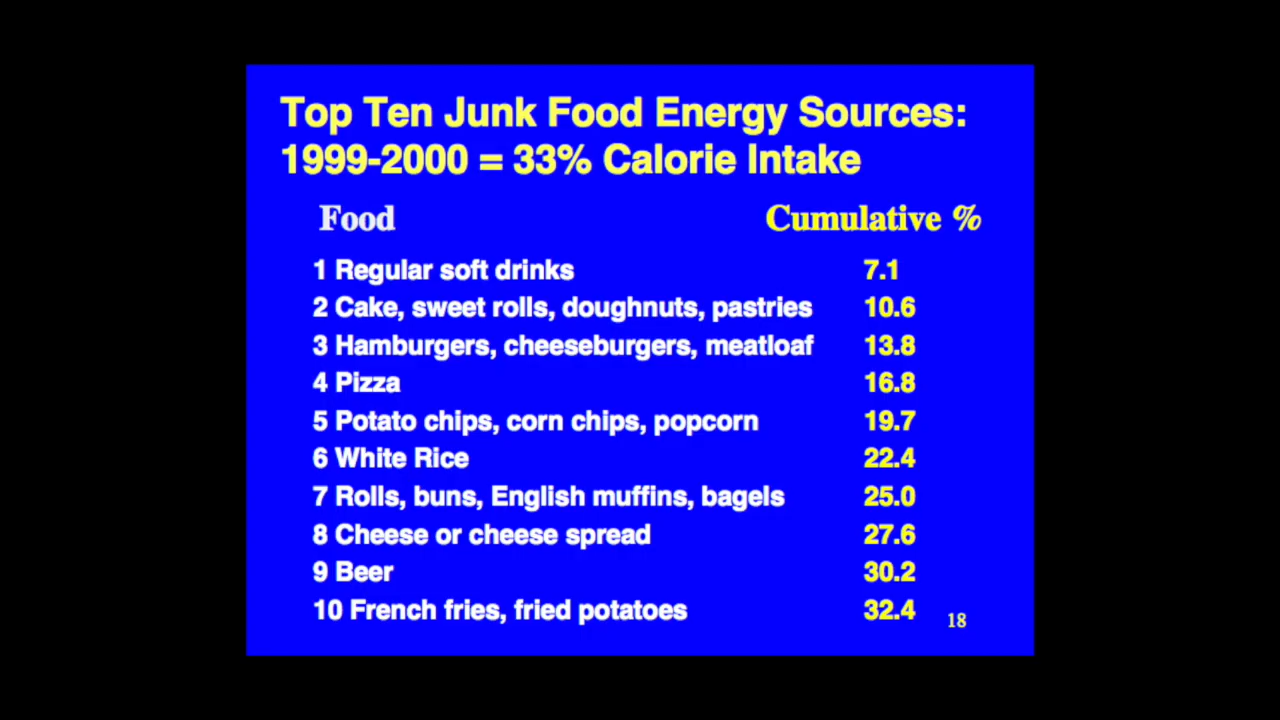 Top Ten Junk Food Energy Sources:
1999-2000 = 33% Calorie Intake
Food Cumulative %
1 Regular soft drinks 7.1
2 Cake, sweet rolls, doughnuts, pastries 10.6
3 Hamburgers, cheeseburgers, meatloaf 13.8
4 Pizza 16.8
5 Potato chips, corn chips, popcorn 19.7
6 White Rice 22.4
7 Rolls, buns, English muffins, bagels 25.0
8 Cheese or cheese spread 27.6
9 Beer 30.2
10 French fries, fried potatoes 32.4
18